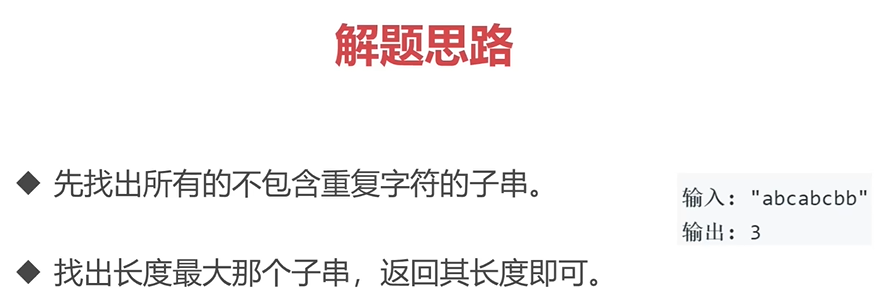 解题思路
◆ 先找出所有的不包含重复字符的子串。
输入: "abcabcbb"
输出: 3
◆ 找出长度最大那个子串，返回其长度即可。